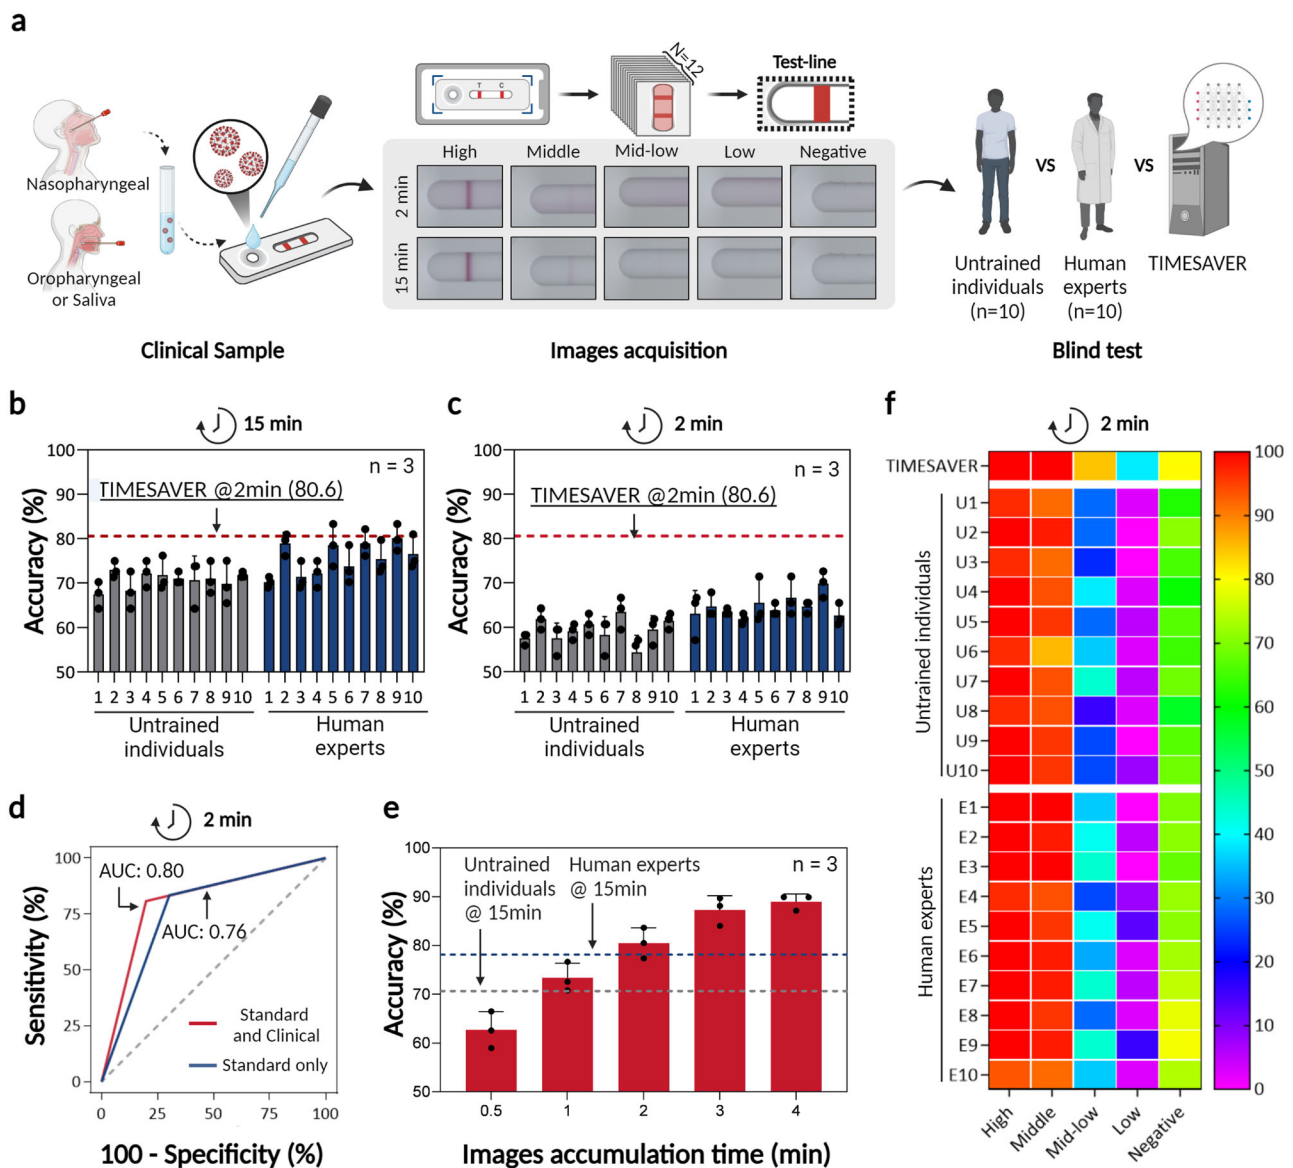 a
Nasopharyngeal
Oropharyngeal
or Saliva
Clinical Sample
T C
N=12
Test-line
High Middle Mid-low Low Negative
2 min
15 min
Images acquisition
vs vs
Untrained
individuals
(n=10)
Human
experts
(n=10)
TIMESAVER
Blind test
b
15 min
n = 3
TIMESAVER @2min (80.6)
Accuracy (%)
100
90
80
70
60
50
1 2 3 4 5 6 7 8 9 10 1 2 3 4 5 6 7 8 9 10
Untrained
individuals
Human
experts
c
2 min
n = 3
TIMESAVER @2min (80.6)
Accuracy (%)
100
90
80
70
60
50
1 2 3 4 5 6 7 8 9 10 1 2 3 4 5 6 7 8 9 10
Untrained
individuals
Human
experts
d
2 min
AUC: 0.80
AUC: 0.76
Standard
and Clinical
Standard only
Sensitivity (%)
100
75
50
25
0
0 25 50 75 100
100 - Specificity (%)
e
Untrained
individuals
@ 15min
Human experts
@ 15min
n = 3
Accuracy (%)
100
90
80
70
60
50
0.5 1 2 3 4
Images accumulation time (min)
f
2 min
TIMESAVER
Untrained individuals
U1
U2
U3
U4
U5
U6
U7
U8
U9
U10
Human experts
E1
E2
E3
E4
E5
E6
E7
E8
E9
E10
High Middle Mid-low Low Negative
100
90
80
70
60
50
40
30
20
10
0